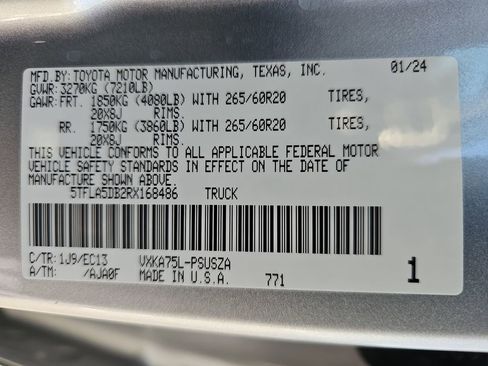 MFD.BY: TOYOTA MOTOR MANUFACTURING, TEXAS, INC. 01/24
GVWR: 3270KG (7210LB)
GAWR: FRT. 1850KG (4080LB) WITH 265/60R20 TIRES,
20X8J RIMS,
RR. 1750KG (3860LB) WITH 265/60R20 TIRES,
20X8J RIMS.
THIS VEHICLE CONFORMS TO ALL APPLICABLE FEDERAL MOTOR
VEHICLE SAFETY STANDARDS IN EFFECT ON THE DATE OF
MANUFACTURE SHOWN ABOVE.
5TFLA5DB2RX168486 TRUCK
C/TR: 1J9/EC13 VXKA75L-PSUSZA
A/TM: /AJA0F MADE IN U.S.A. 771 1